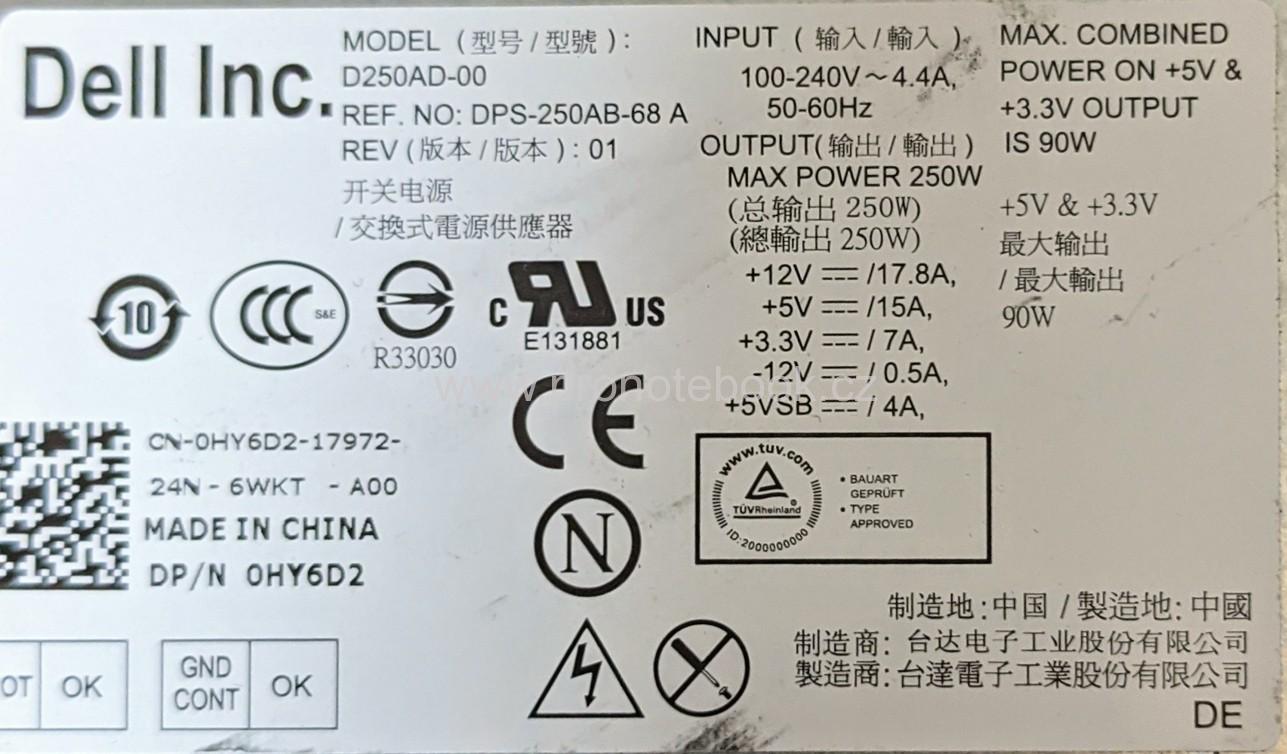 Dell Inc.
MODEL (型号/型號):
D250AD-00
REF. NO: DPS-250AB-68 A
REV (版本/版本): 01
开关电源
/交換式電源供應器
INPUT (输入/輸入)
100-240V～4.4A,
50-60Hz
OUTPUT(输出/輸出)
MAX POWER 250W
(总输出 250W)
(總輸出 250W)
+12V ⎓ /17.8A,
+5V ⎓ /15A,
+3.3V ⎓ / 7A,
-12V ⎓ / 0.5A,
+5VSB ⎓ / 4A,
MAX. COMBINED
POWER ON +5V &
+3.3V OUTPUT
IS 90W
+5V & +3.3V
最大输出
/ 最大輸出
90W
10
CCC S&E
R33030
c RU US
E131881
CE
www.pronotebook.cz
CN-0HY6D2-17972-
24N - 6WKT - A00
MADE IN CHINA
DP/N 0HY6D2
N
www.tuv.com
TÜVRheinland®
ID:2000000000
• BAUART
GEPRÜFT
• TYPE
APPROVED
制造地:中国 / 製造地: 中國
制造商: 台达电子工业股份有限公司
製造商: 台達電子工業股份有限公司
DE
OT OK
GND
CONT OK